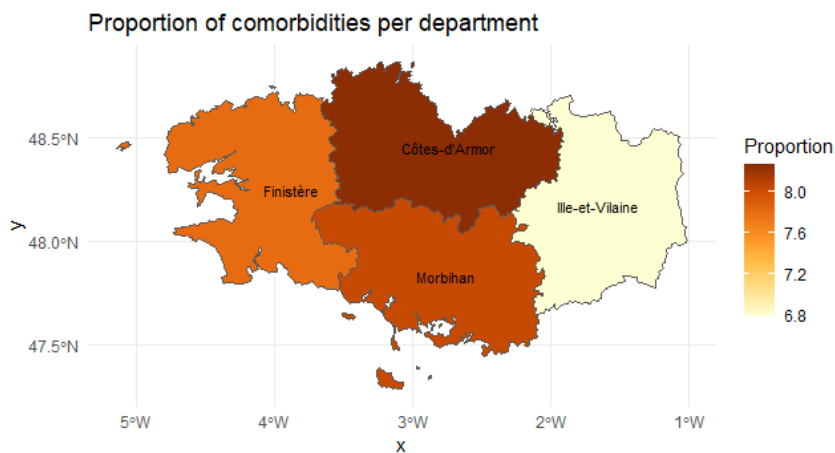 Proportion of comorbidities per department
48.5°N
48.0°N
47.5°N
y
Côtes-d'Armor
Finistère
Ille-et-Vilaine
Morbihan
5°W
4°W
3°W
2°W
1°W
x
Proportion
8.0
7.6
7.2
6.8